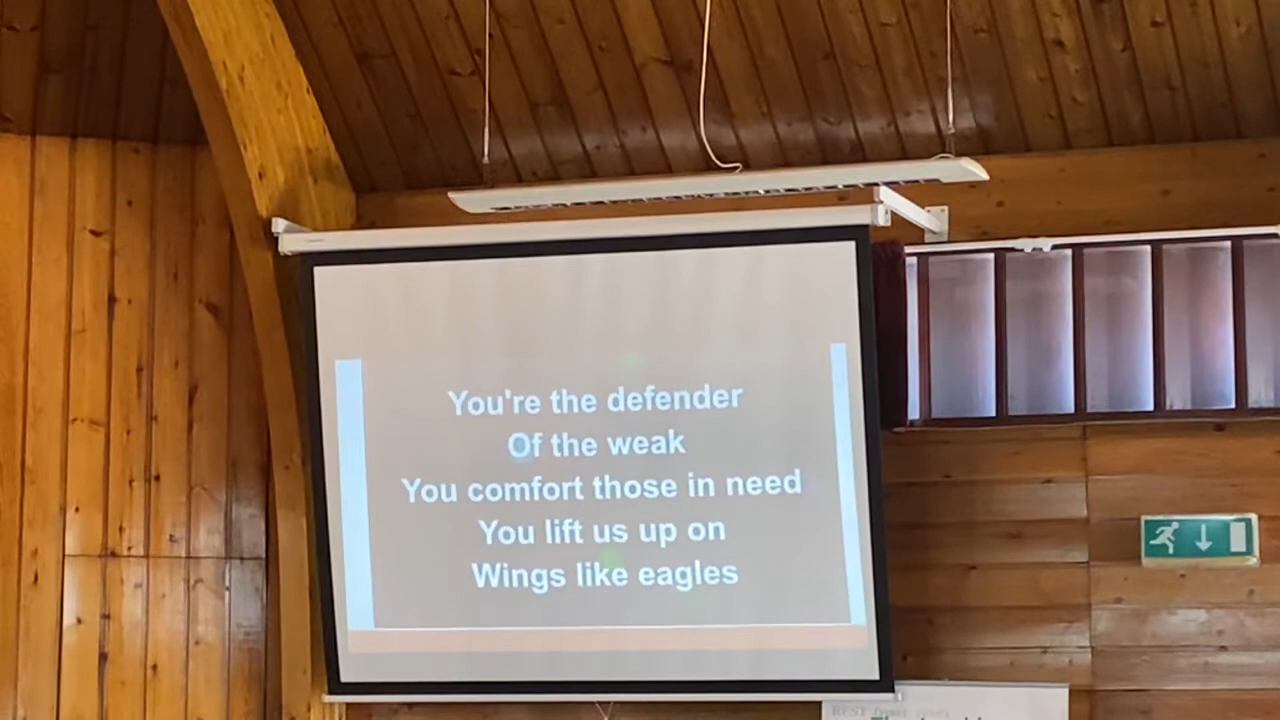 You're the defender
Of the weak
You comfort those in need
You lift us up on
Wings like eagles
REST